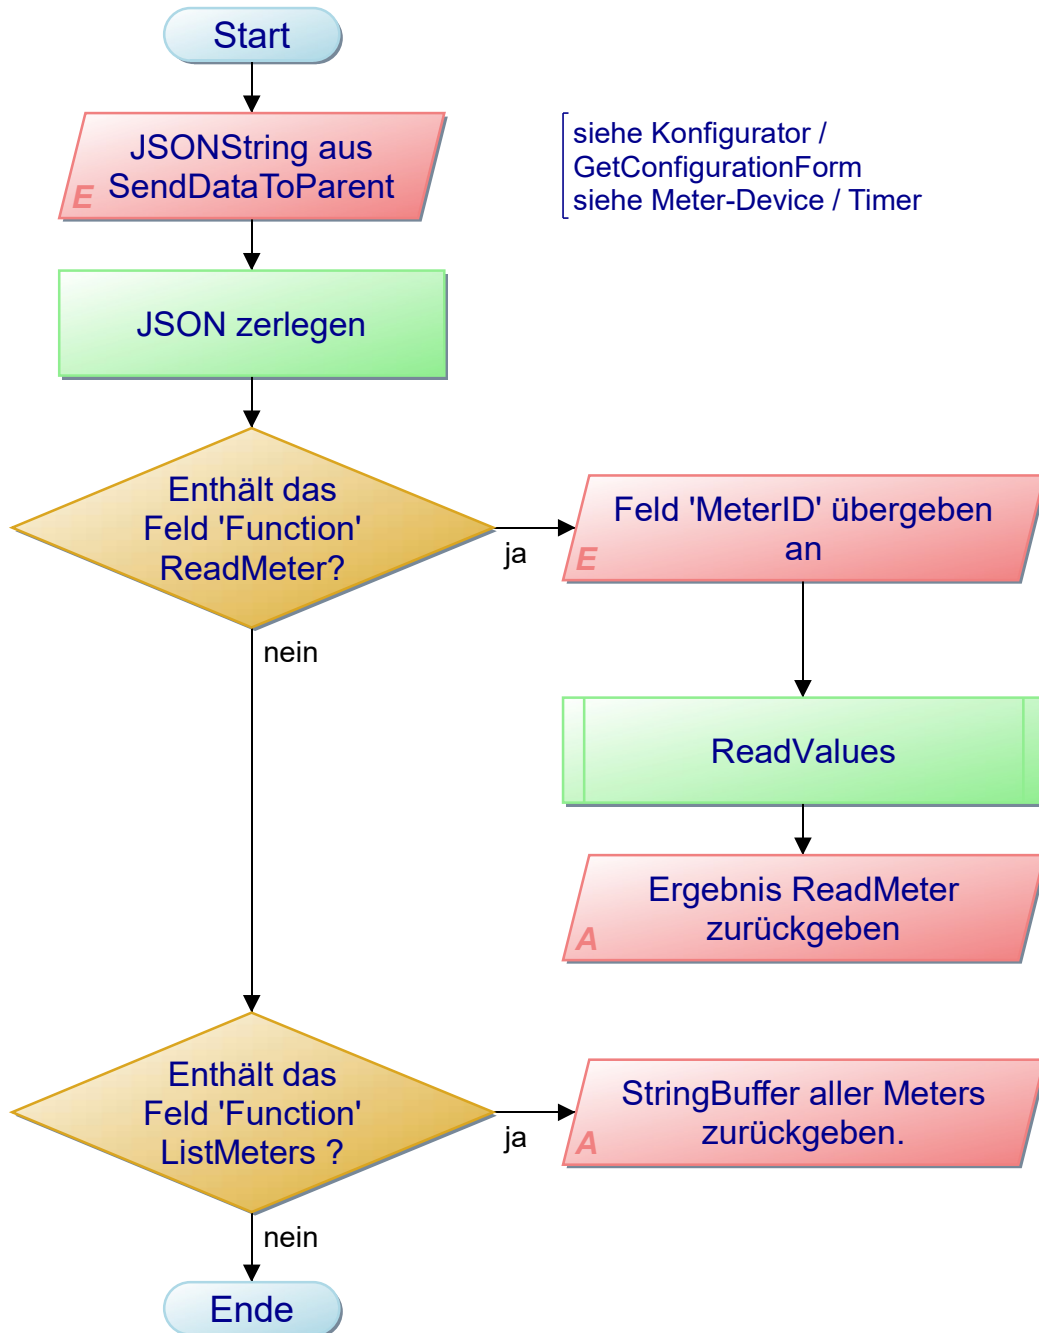 Start
JSONString aus
SendDataToParent
E
siehe Konfigurator /
GetConfigurationForm
siehe Meter-Device / Timer
JSON zerlegen
Enthält das
Feld 'Function'
ReadMeter?
ja
Feld 'MeterID' übergeben
an
E
nein
ReadValues
Ergebnis ReadMeter
zurückgeben
A
Enthält das
Feld 'Function'
ListMeters ?
ja
StringBuffer aller Meters
zurückgeben.
A
nein
Ende